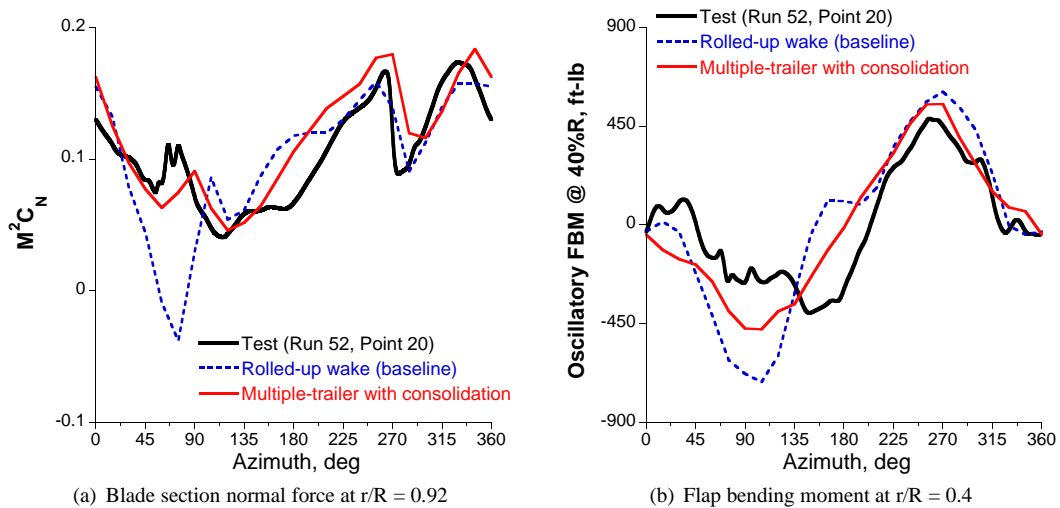 0.2
0.1
0
-0.1
M²C_N
Test (Run 52, Point 20)
Rolled-up wake (baseline)
Multiple-trailer with consolidation
0 45 90 135 180 225 270 315 360
Azimuth, deg
(a) Blade section normal force at r/R = 0.92
900
450
0
-450
-900
Oscillatory FBM @ 40%R, ft-lb
Test (Run 52, Point 20)
Rolled-up wake (baseline)
Multiple-trailer with consolidation
0 45 90 135 180 225 270 315 360
Azimuth, deg
(b) Flap bending moment at r/R = 0.4